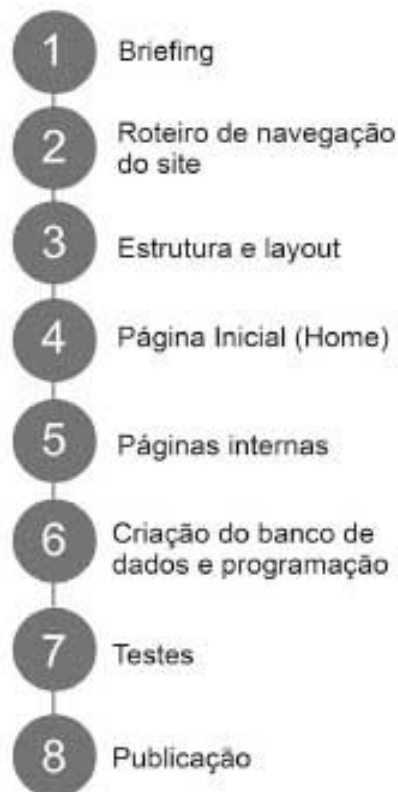 1 Briefing
2 Roteiro de navegação
do site
3 Estrutura e layout
4 Página Inicial (Home)
5 Páginas internas
6 Criação do banco de
dados e programação
7 Testes
8 Publicação